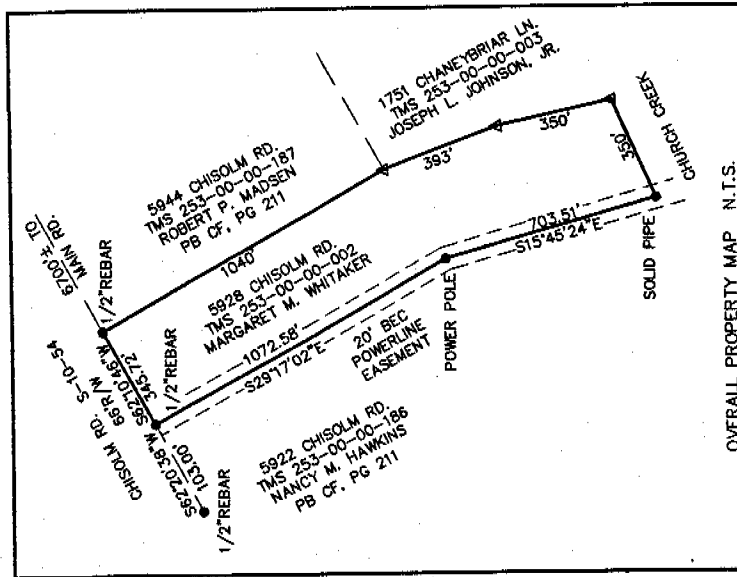 6700'± TO
MAIN RD.
CHISOLM RD. S-10-54
66'R/W
S62°10'46"W
345.72'
1/2"REBAR
1/2"REBAR
S62°20'38"W
103.00'
1/2"REBAR
5944 CHISOLM RD.
TMS 253-00-00-187
ROBERT P. MADSEN
PB CF, PG 211
1040'
1751 CHANEYBRIAR LN.
TMS 253-00-00-003
JOSEPH L. JOHNSON, JR.
393'
350'
350'
CHURCH CREEK
5928 CHISOLM RD.
TMS 253-00-00-002
MARGARET M. WHITAKER
1072.58'
S29°17'02"E
20' BEC
POWERLINE
EASEMENT
POWER POLE
703.51'
S15°45'24"E
SOLID PIPE
5922 CHISOLM RD.
TMS 253-00-00-186
NANCY M. HAWKINS
PB CF, PG 211
OVERALL PROPERTY MAP N.T.S.